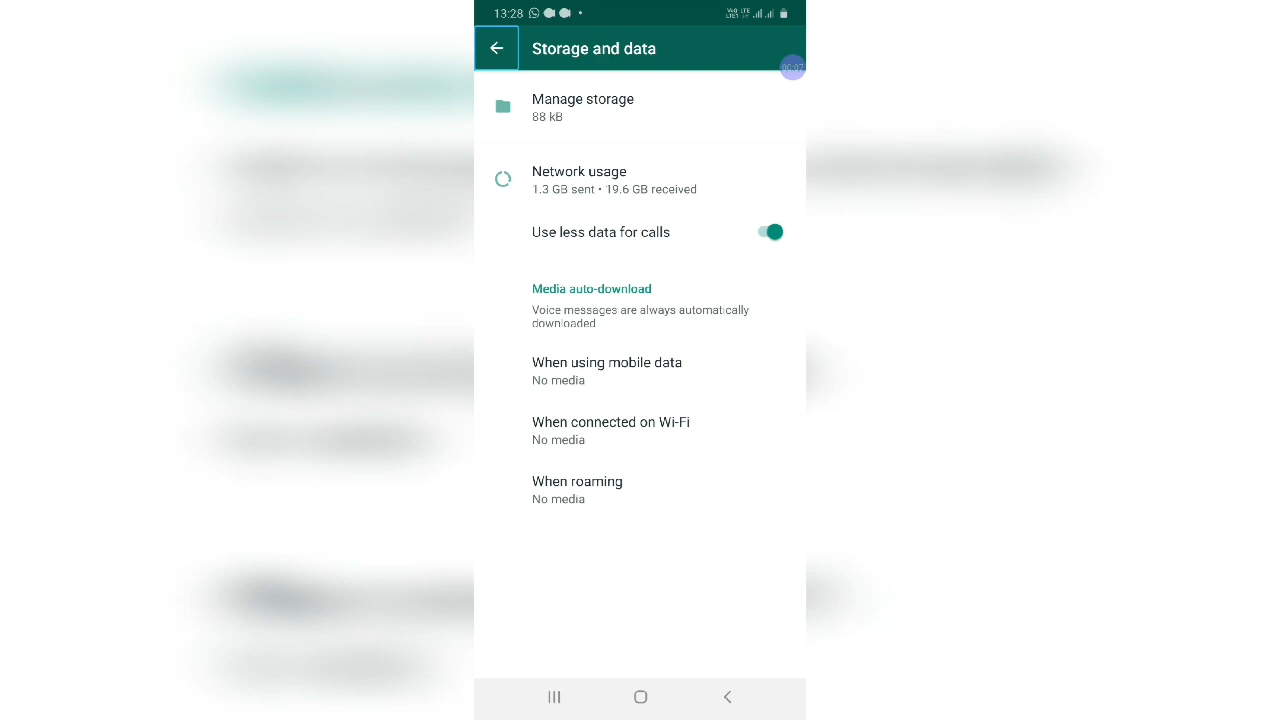 13:28
Storage and data
00:07
Manage storage
88 kB
Network usage
1.3 GB sent • 19.6 GB received
Use less data for calls
Media auto-download
Voice messages are always automatically
downloaded
When using mobile data
No media
When connected on Wi-Fi
No media
When roaming
No media